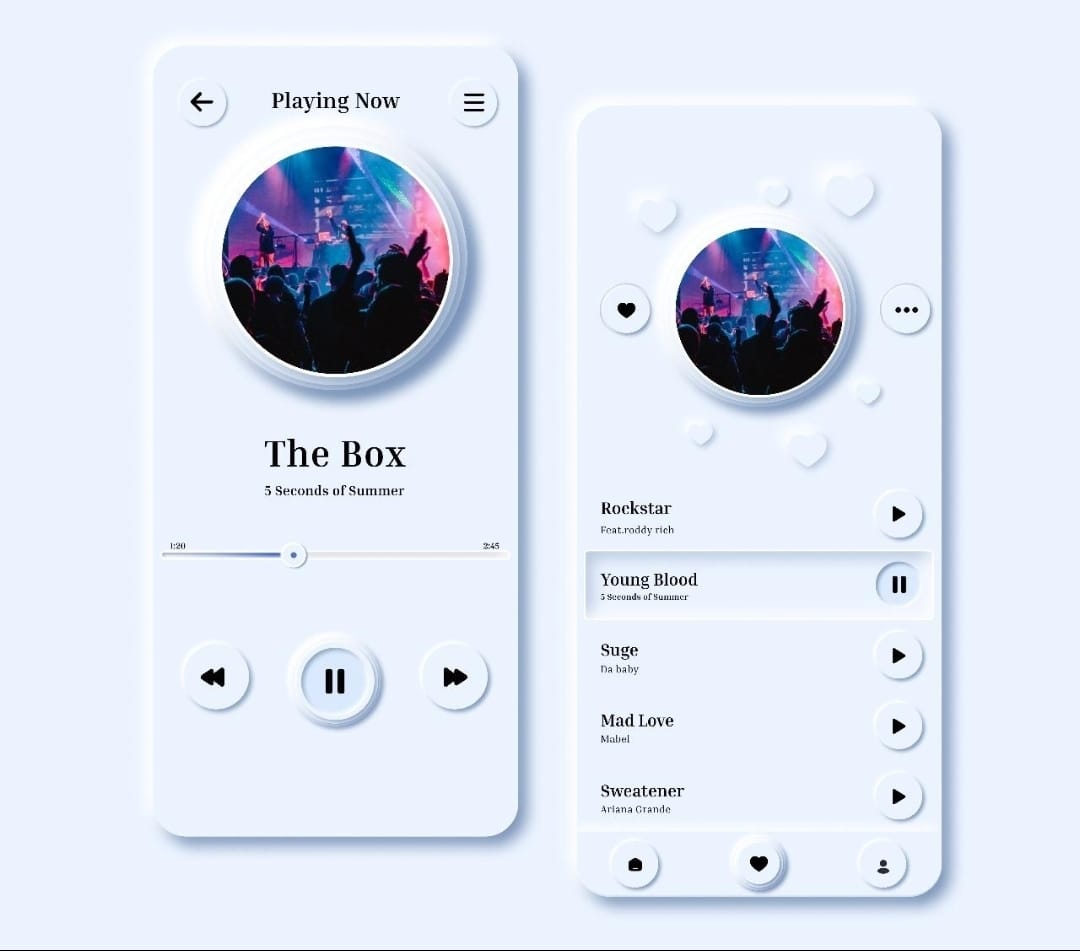 Playing Now
The Box
5 Seconds of Summer
1:20
2:45
Rockstar
Feat.roddy rich
Young Blood
5 Seconds of Summer
Suge
Da baby
Mad Love
Mabel
Sweatener
Ariana Grande